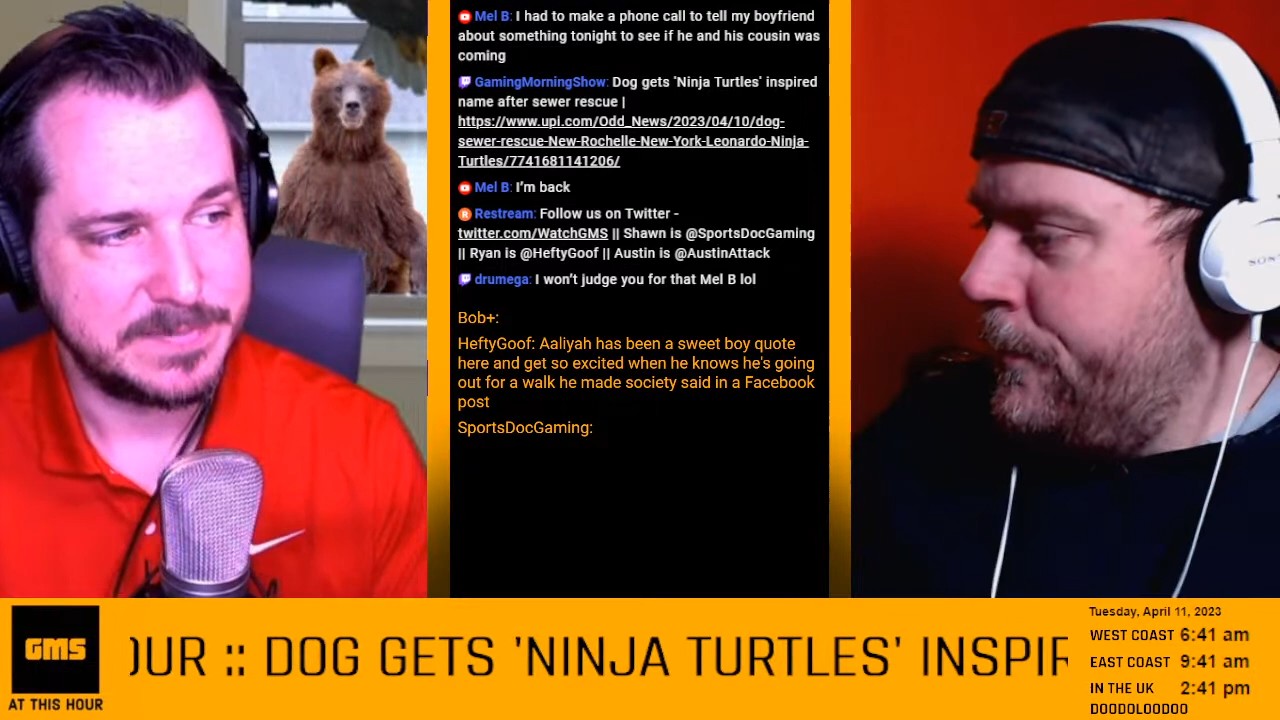 Mel B: I had to make a phone call to tell my boyfriend
about something tonight to see if he and his cousin was
coming
GamingMorningShow: Dog gets 'Ninja Turtles' inspired
name after sewer rescue |
https://www.upi.com/Odd_News/2023/04/10/dog-
sewer-rescue-New-Rochelle-New-York-Leonardo-Ninja-
Turtles/7741681141206/
Mel B: I'm back
Restream: Follow us on Twitter -
twitter.com/WatchGMS || Shawn is @SportsDocGaming
|| Ryan is @HeftyGoof || Austin is @AustinAttack
drumega: I won't judge you for that Mel B lol
Bob+:
HeftyGoof: Aaliyah has been a sweet boy quote
here and get so excited when he knows he's going
out for a walk he made society said in a Facebook
post
SportsDocGaming:
SONY
GMS
AT THIS HOUR
OUR :: DOG GETS 'NINJA TURTLES' INSPIR
Tuesday, April 11, 2023
WEST COAST 6:41 am
EAST COAST 9:41 am
IN THE UK 2:41 pm
DOODOLOODOO